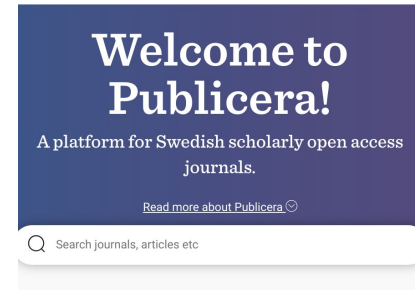 Welcome to
Publicera!
A platform for Swedish scholarly open access
journals.
Read more about Publicera
Search journals, articles etc